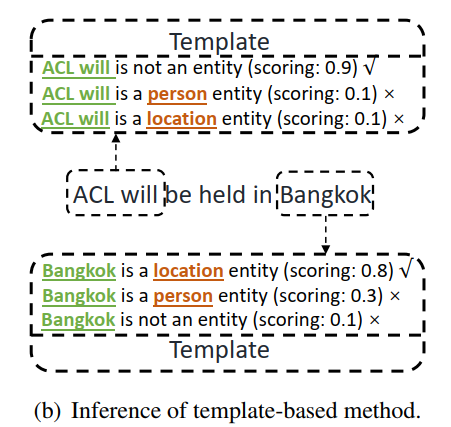 Template
ACL will is not an entity (scoring: 0.9) √
ACL will is a person entity (scoring: 0.1) ×
ACL will is a location entity (scoring: 0.1) ×
ACL will be held in Bangkok
Bangkok is a location entity (scoring: 0.8) √
Bangkok is a person entity (scoring: 0.3) ×
Bangkok is not an entity (scoring: 0.1) ×
Template
(b) Inference of template-based method.